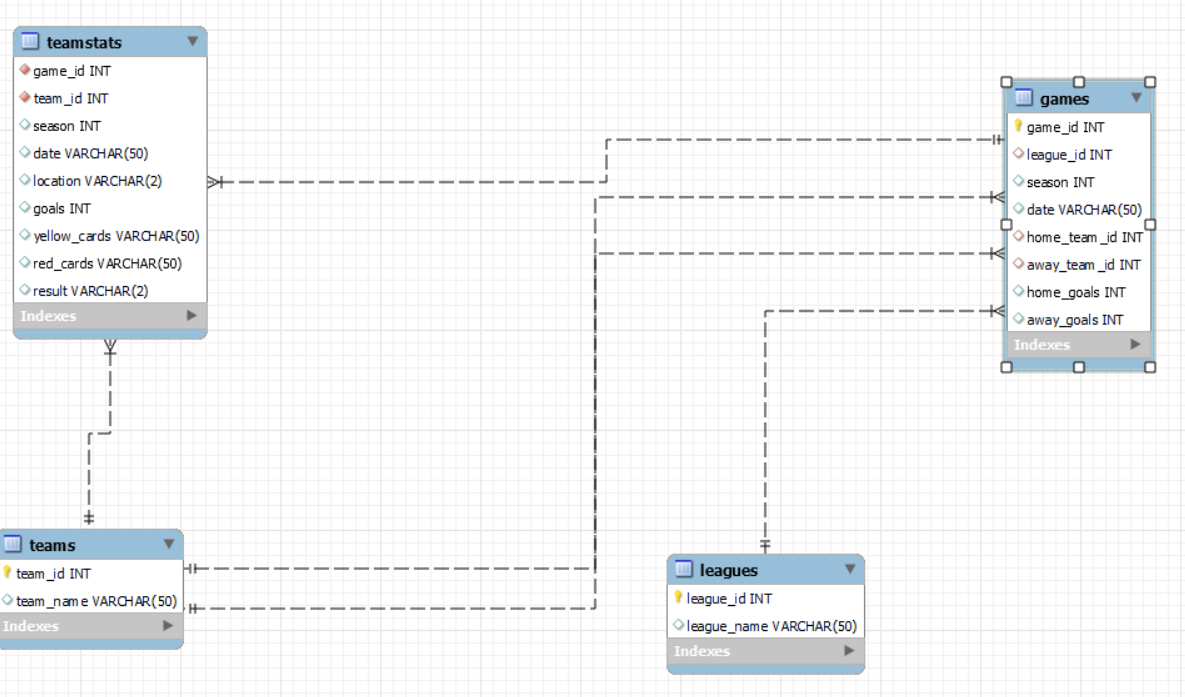 teamstats
game_id INT
team_id INT
season INT
date VARCHAR(50)
location VARCHAR(2)
goals INT
yellow_cards VARCHAR(50)
red_cards VARCHAR(50)
result VARCHAR(2)
Indexes
games
game_id INT
league_id INT
season INT
date VARCHAR(50)
home_team_id INT
away_team_id INT
home_goals INT
away_goals INT
Indexes
teams
team_id INT
team_name VARCHAR(50)
Indexes
leagues
league_id INT
league_name VARCHAR(50)
Indexes